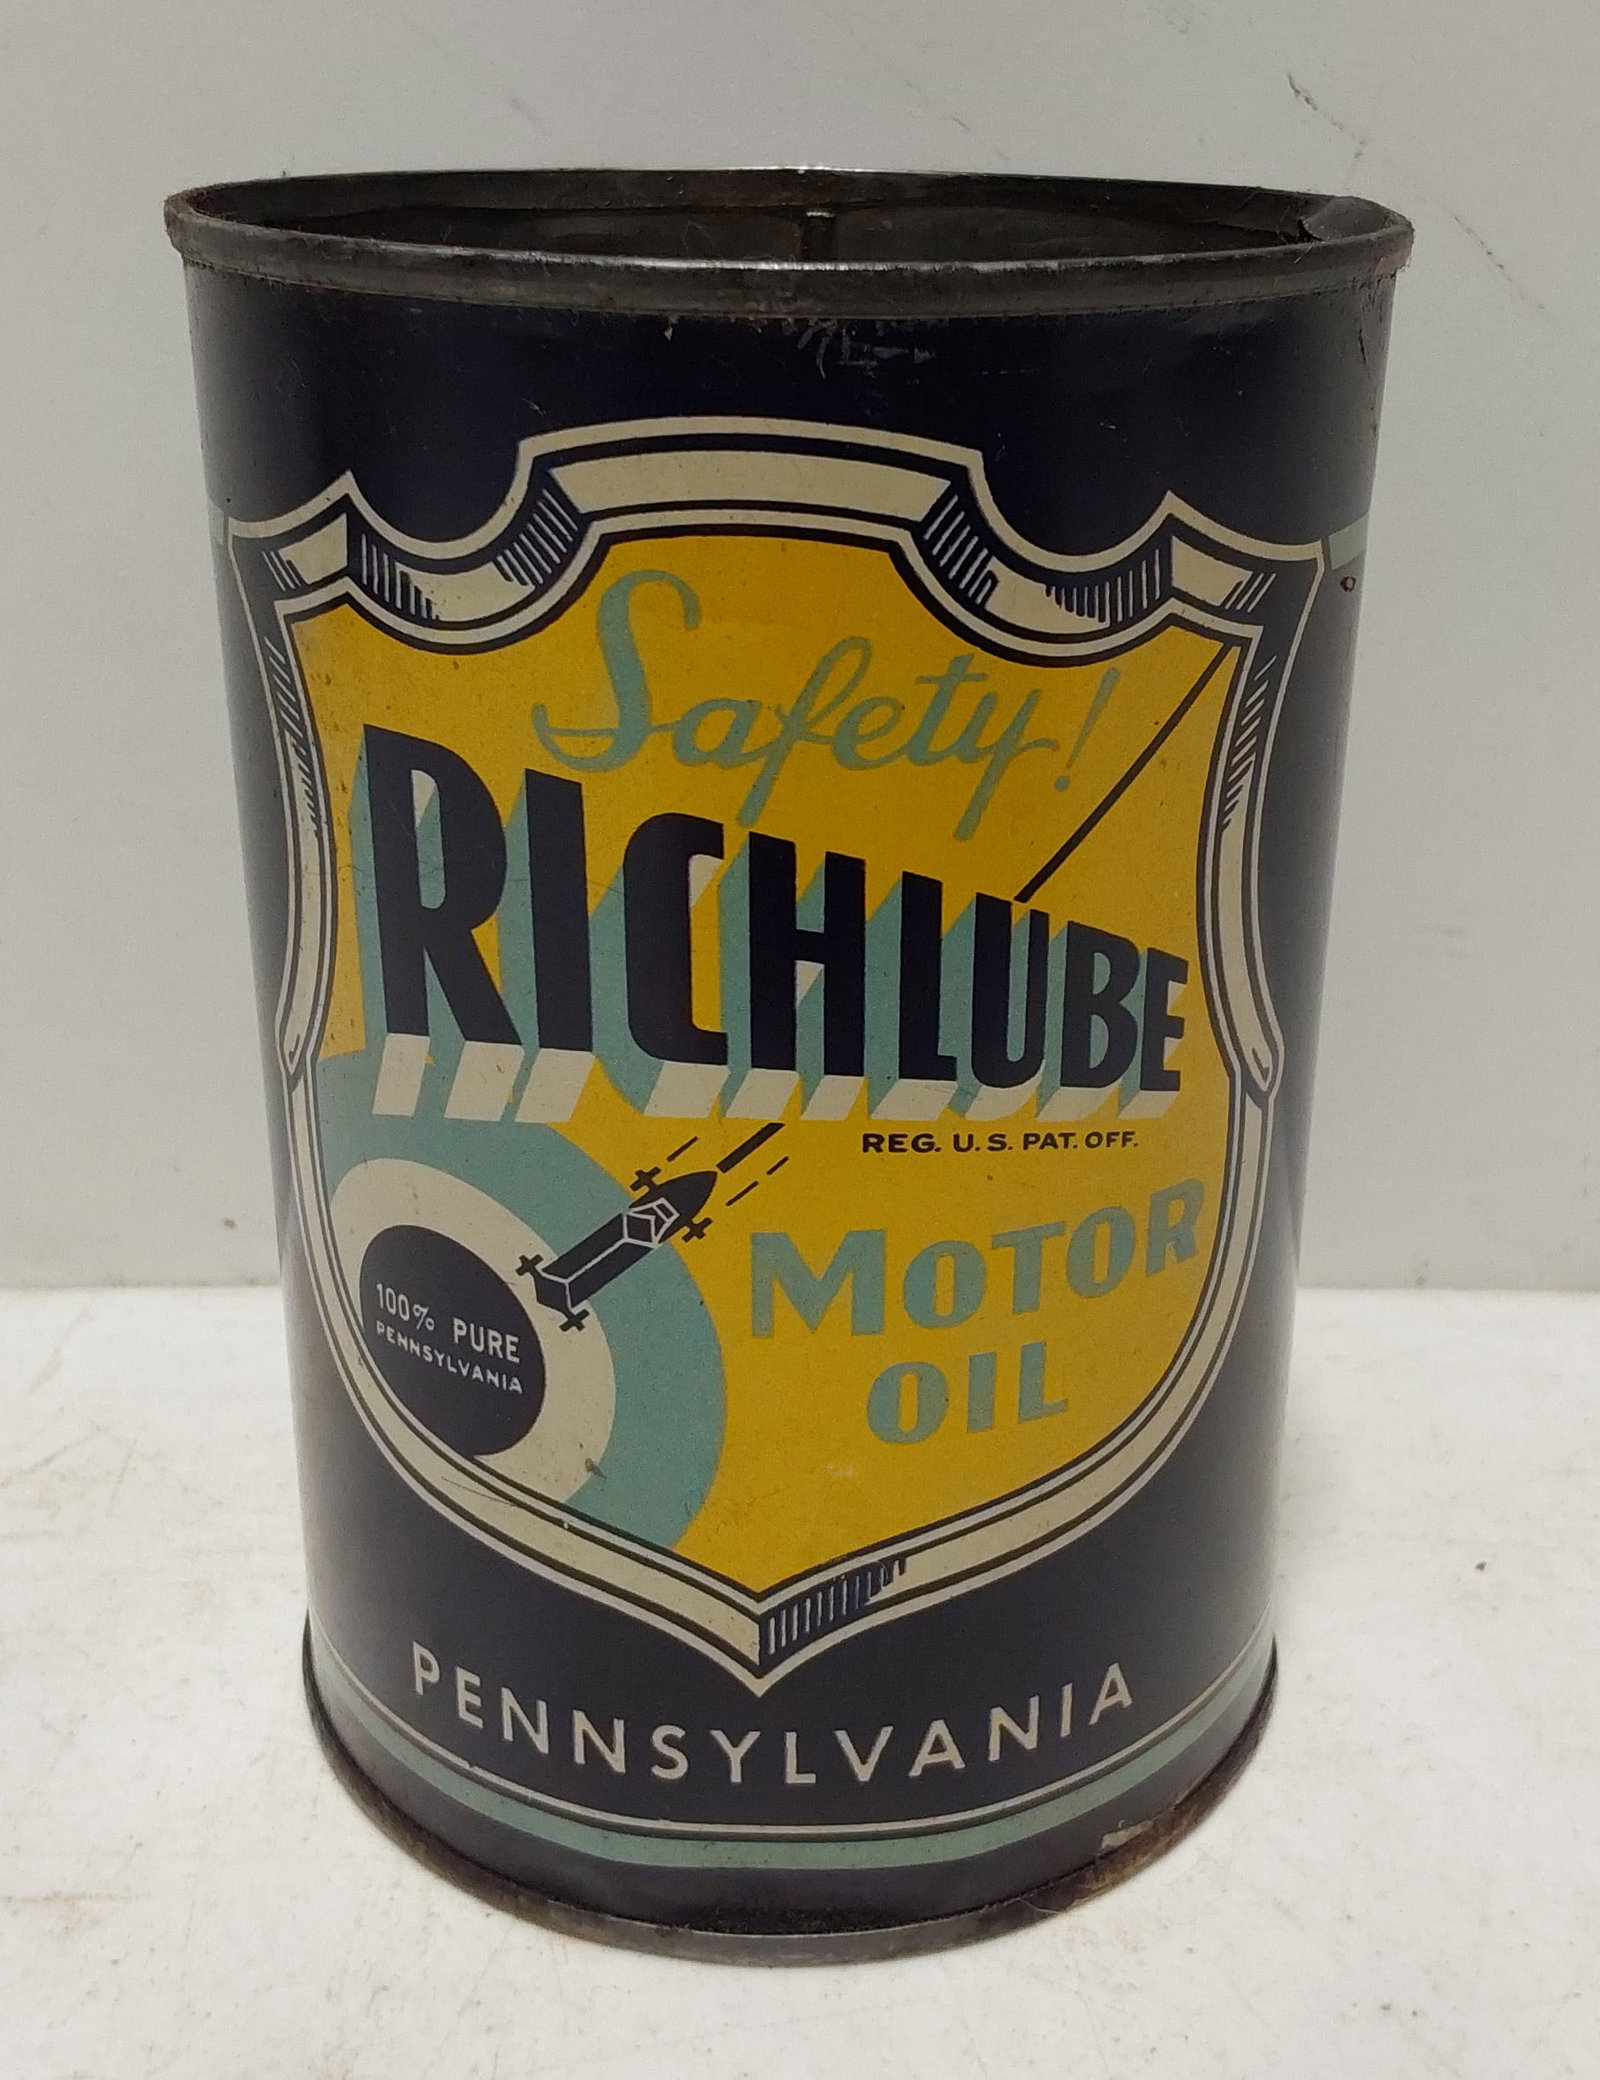 Safety!
RICHLUBE
REG. U.S. PAT. OFF.
MOTOR
OIL
100% PURE
PENNSYLVANIA
PENNSYLVANIA